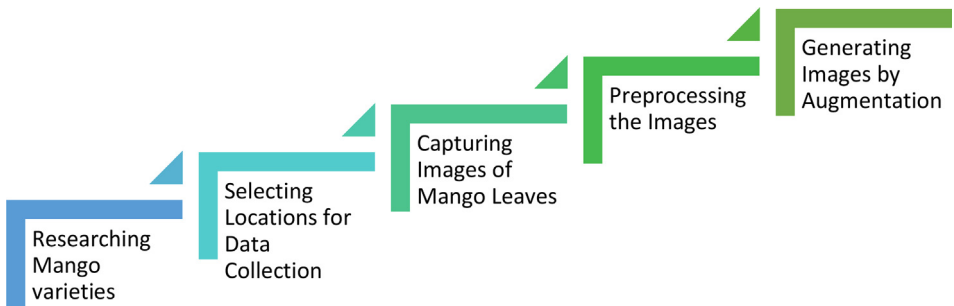 Researching
Mango
varieties
Selecting
Locations for
Data
Collection
Capturing
Images of
Mango Leaves
Preprocessing
the Images
Generating
Images by
Augmentation